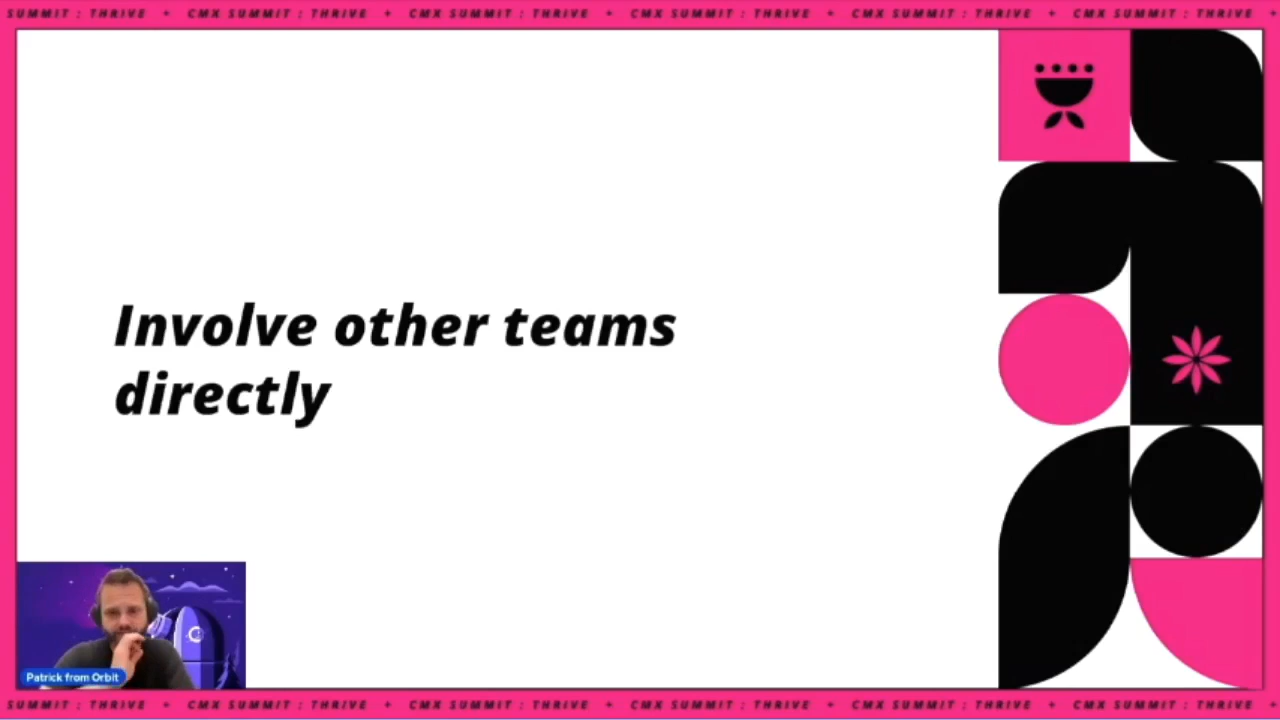 SUMMIT : THRIVE + CMX SUMMIT : THRIVE + CMX SUMMIT : THRIVE + CMX SUMMIT : THRIVE + CMX SUMMIT : THRIVE + CMX SUMMIT : THRIVE +
Involve other teams
directly
Patrick from Orbit
SUMMIT : THRIVE + CMX SUMMIT : THRIVE + CMX SUMMIT : THRIVE + CMX SUMMIT : THRIVE + CMX SUMMIT : THRIVE + CMX SUMMIT : THRIVE +